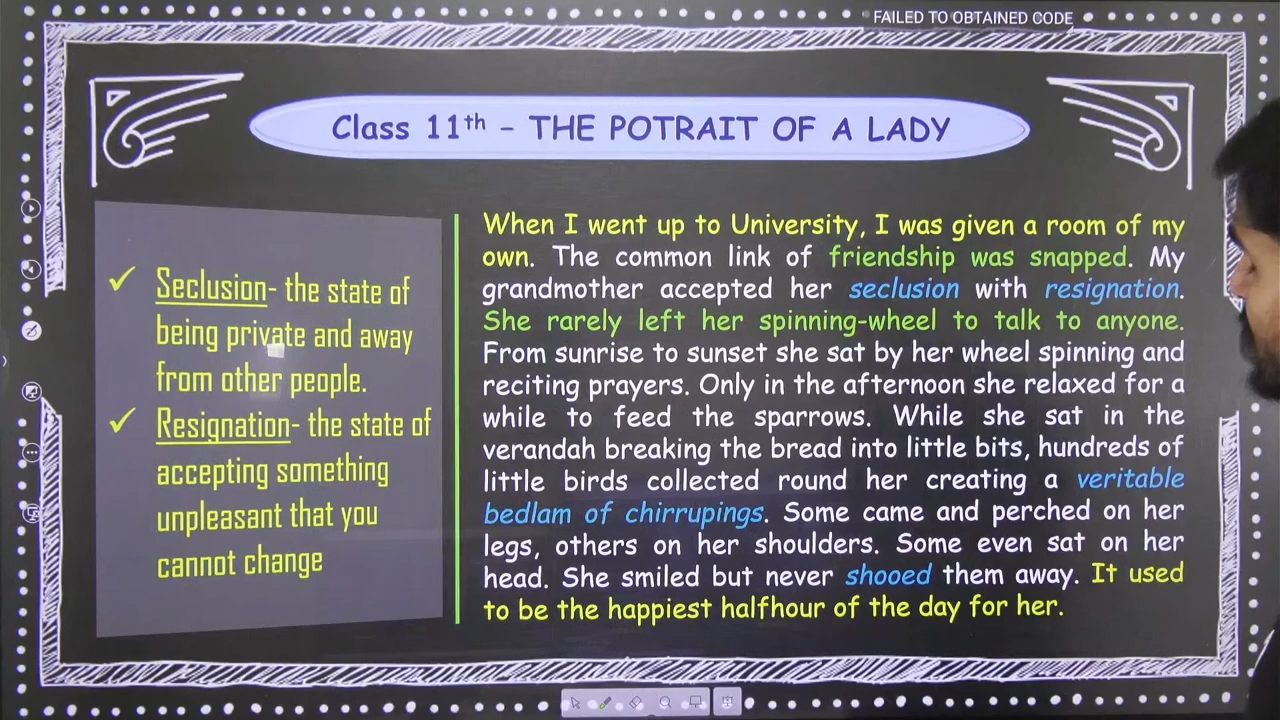 FAILED TO OBTAINED CODE
Class 11th - THE POTRAIT OF A LADY
✓ Seclusion- the state of
being private and away
from other people.
✓ Resignation- the state of
accepting something
unpleasant that you
cannot change
When I went up to University, I was given a room of my
own. The common link of friendship was snapped. My
grandmother accepted her seclusion with resignation.
She rarely left her spinning-wheel to talk to anyone.
From sunrise to sunset she sat by her wheel spinning and
reciting prayers. Only in the afternoon she relaxed for a
while to feed the sparrows. While she sat in the
verandah breaking the bread into little bits, hundreds of
little birds collected round her creating a veritable
bedlam of chirrupings. Some came and perched on her
legs, others on her shoulders. Some even sat on her
head. She smiled but never shooed them away. It used
to be the happiest halfhour of the day for her.